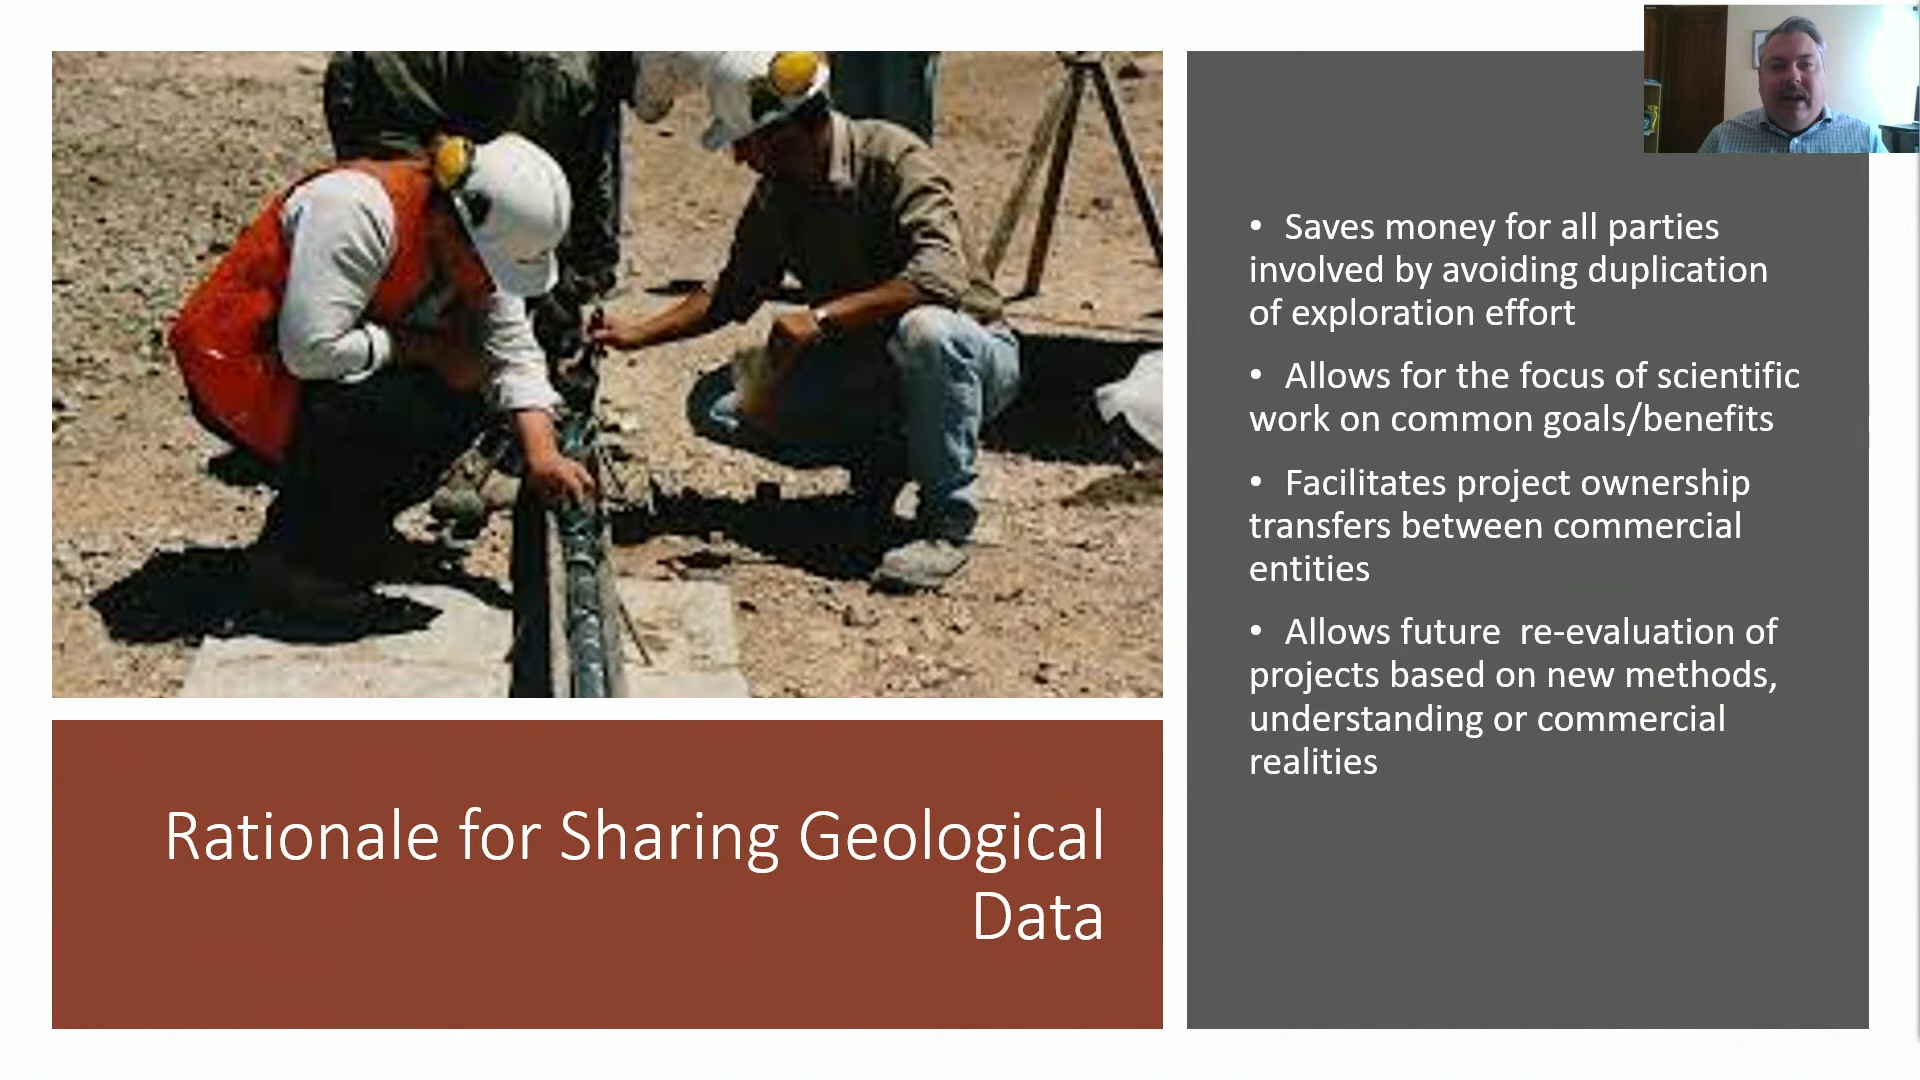 • Saves money for all parties
involved by avoiding duplication
of exploration effort
• Allows for the focus of scientific
work on common goals/benefits
• Facilitates project ownership
transfers between commercial
entities
• Allows future  re-evaluation of
projects based on new methods,
understanding or commercial
realities
Rationale for Sharing Geological
Data